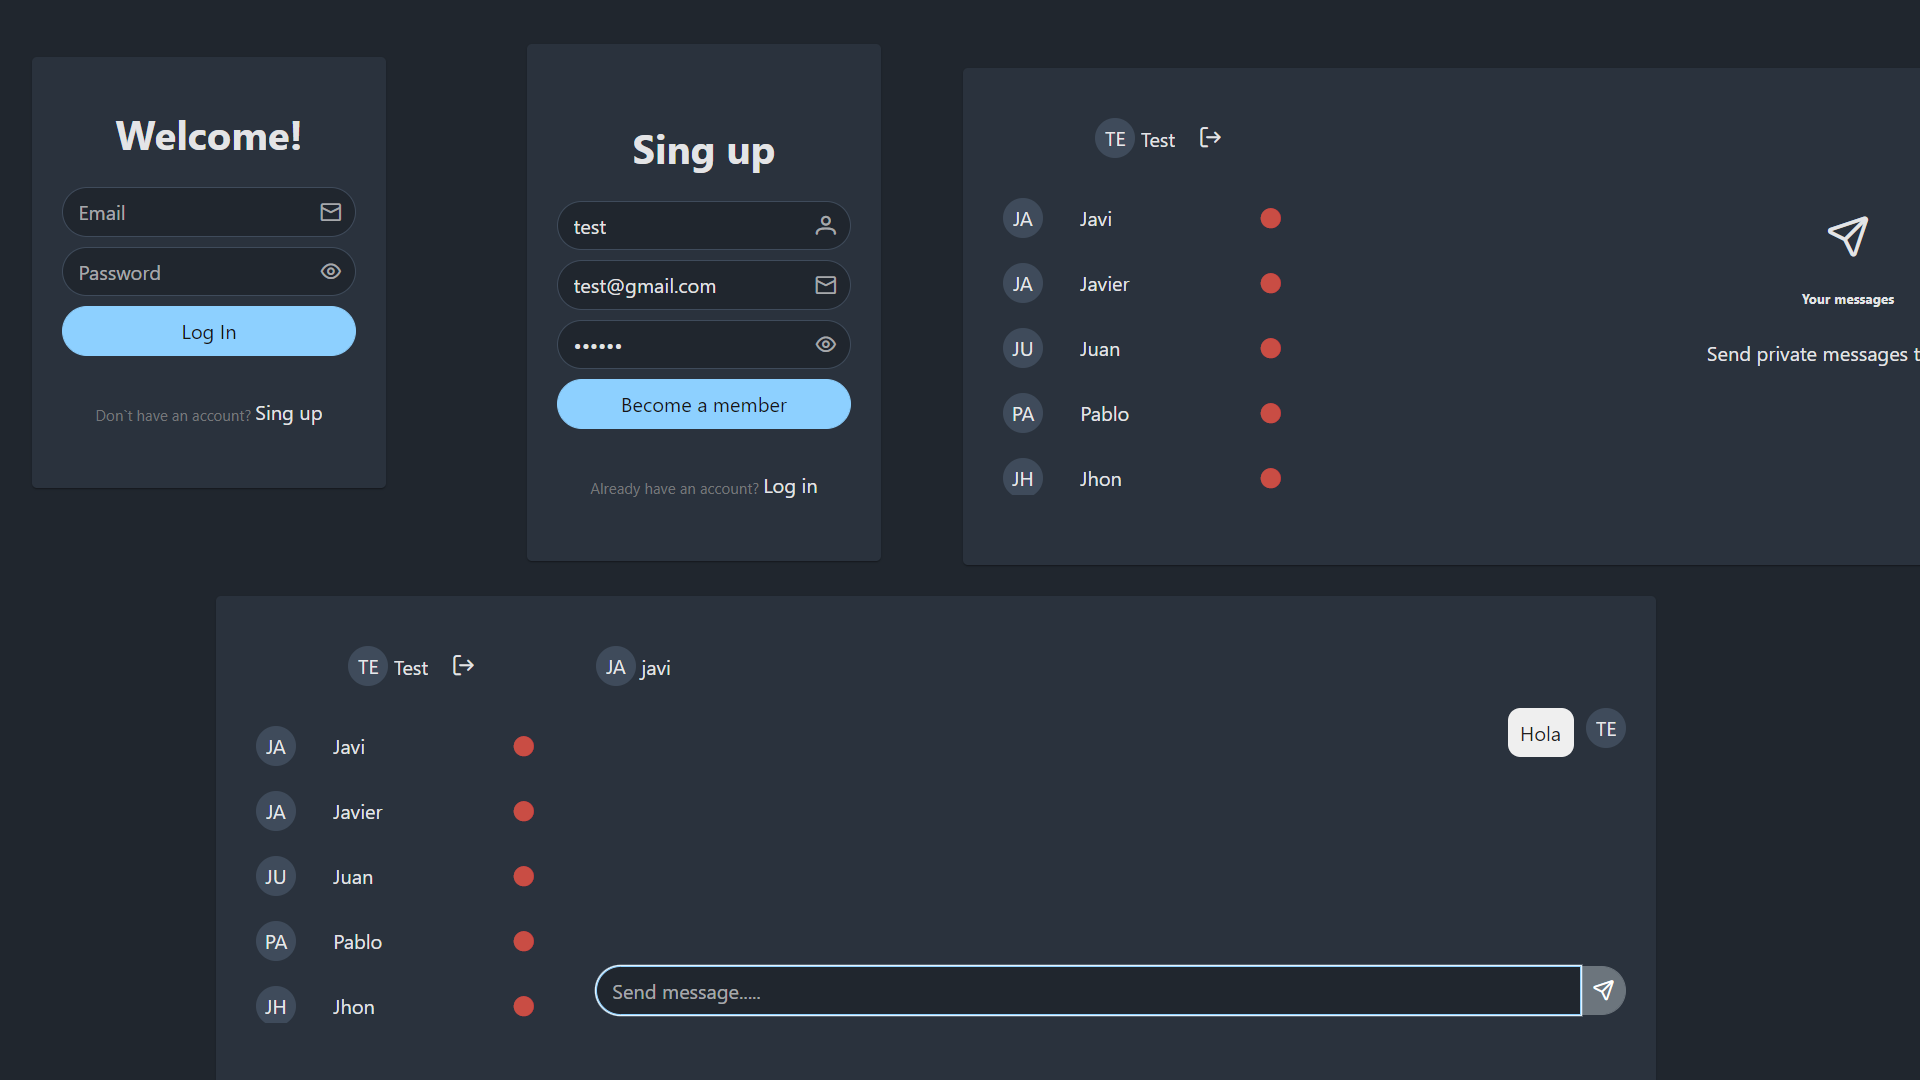 Welcome!
Email
Password
Log In
Don`t have an account? Sing up
Sing up
test
test@gmail.com
••••••
Become a member
Already have an account? Log in
TE Test
JA Javi
JA Javier
JU Juan
PA Pablo
JH Jhon
Your messages
Send private messages t
TE Test
JA javi
JA Javi
JA Javier
JU Juan
PA Pablo
JH Jhon
Hola TE
Send message.....